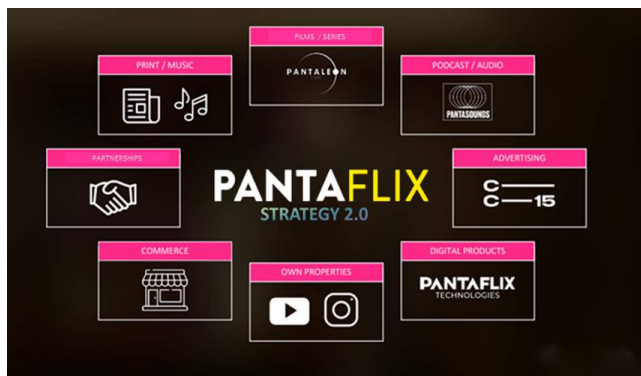 FILMS / SERIES
PANTALEON
PRINT / MUSIC
PODCAST / AUDIO
PANTASOUNDS
PARTNERSHIPS
ADVERTISING
C
C 15
PANTAFLIX
STRATEGY 2.0
COMMERCE
OWN PROPERTIES
DIGITAL PRODUCTS
PANTAFLIX
TECHNOLOGIES